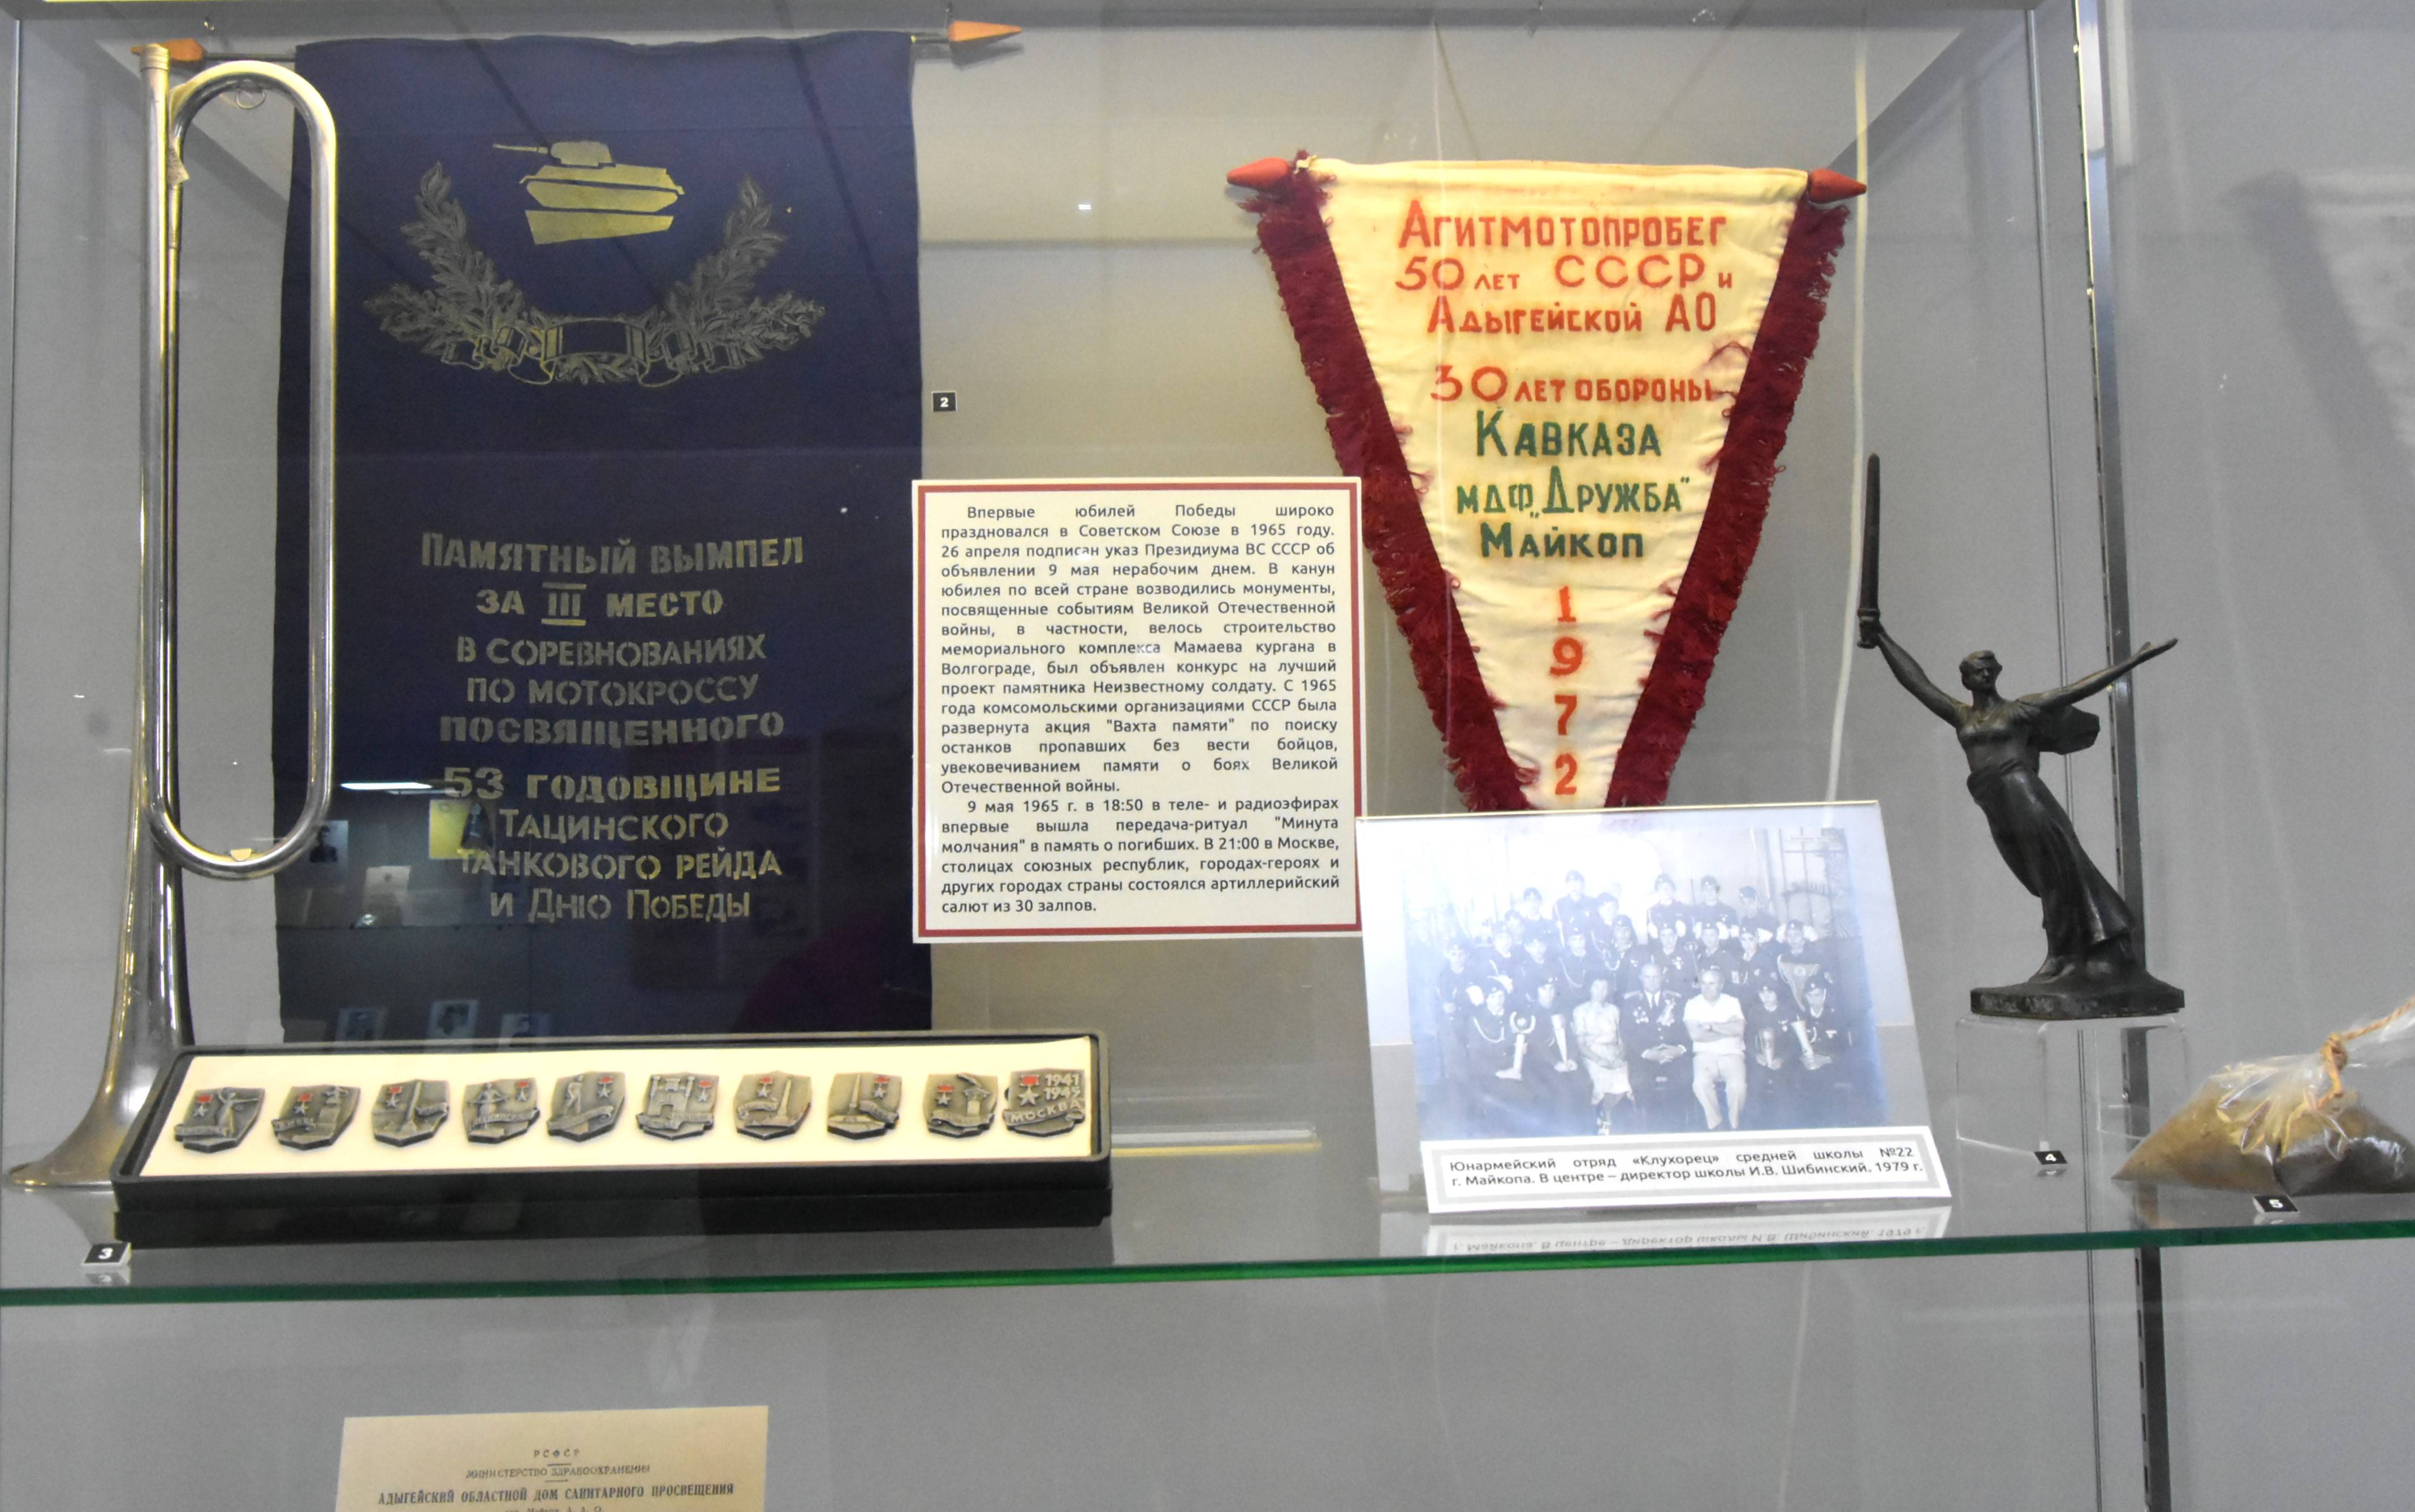 ПАМЯТНЫЙ ВЫМПЕЛ
ЗА III МЕСТО
В СОРЕВНОВАНИЯХ
ПО МОТОКРОССУ
ПОСВЯЩЕННОГО
53 ГОДОВЩИНЕ
ТАЦИНСКОГО
ТАНКОВОГО РЕЙДА
И ДНЮ ПОБЕДЫ
2
Впервые юбилей Победы широко
праздновался в Советском Союзе в 1965 году.
26 апреля подписан указ Президиума ВС СССР об
объявлении 9 мая нерабочим днем. В канун
юбилея по всей стране возводились монументы,
посвященные событиям Великой Отечественной
войны, в частности, велось строительство
мемориального комплекса Мамаева кургана в
Волгограде, был объявлен конкурс на лучший
проект памятника Неизвестному солдату. С 1965
года комсомольскими организациями СССР была
развернута акция "Вахта памяти" по поиску
останков пропавших без вести бойцов,
увековечиванием памяти о боях Великой
Отечественной войны.
9 мая 1965 г. в 18:50 в теле- и радиоэфирах
впервые вышла передача-ритуал "Минута
молчания" в память о погибших. В 21:00 в Москве,
столицах союзных республик, городах-героях и
других городах страны состоялся артиллерийский
салют из 30 залпов.
АГИТМОТОПРОБЕГ
50 ЛЕТ СССР И
АДЫГЕЙСКОЙ АО
30 ЛЕТ ОБОРОНЫ
КАВКАЗА
МДФ „ДРУЖБА"
МАЙКОП
1
9
7
2
1941
1945
МОСКВА
Юнармейский отряд «Клухорец» средней школы №22
г. Майкопа. В центре – директор школы И.В. Шибинский. 1979 г.
3
4
5
РСФСР
МИНИСТЕРСТВО ЗДРАВООХРАНЕНИЯ
АДЫГЕЙСКИЙ ОБЛАСТНОЙ ДОМ САНИТАРНОГО ПРОСВЕЩЕНИЯ